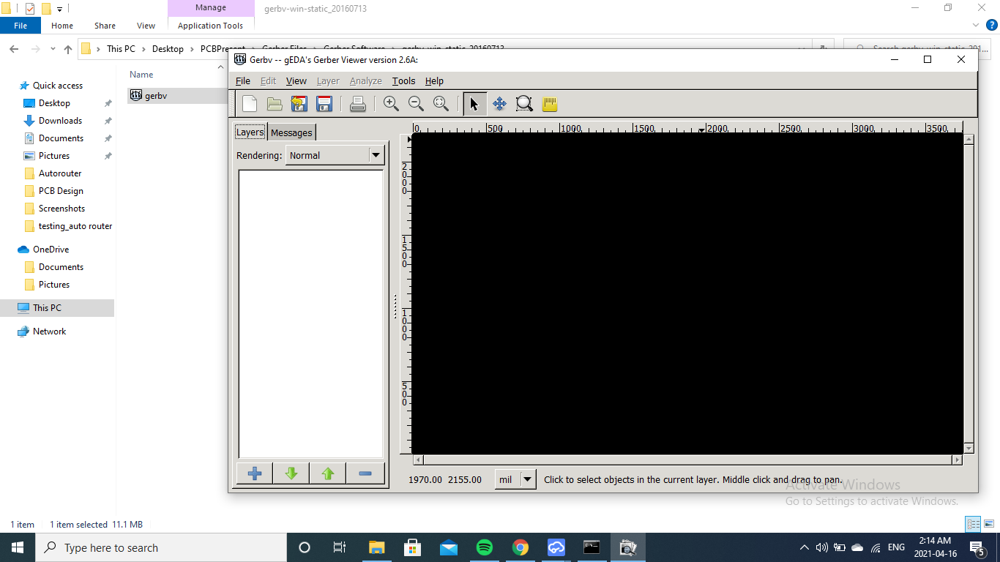 Manage
gerbv-win-static_20160713
File
Home
Share
View
Application Tools
This PC
Desktop
PCBPresent
Gerber Files
Gerber Software
gerbv-win-static_20160713
Search gerbv-win-static_201...
Name
gerbv
Quick access
Desktop
Downloads
Documents
Pictures
Autorouter
PCB Design
Screenshots
testing_auto router
OneDrive
Documents
Pictures
This PC
Network
Gerbv -- gEDA's Gerber Viewer version 2.6A:
File Edit View Layer Analyze Tools Help
Layers
Messages
Rendering:
Normal
0 500 1000 1500 2000 2500 3000 3500
2000
1500
1000
500
1970.00 2155.00
mil
Click to select objects in the current layer. Middle click and drag to pan.
Activate Windows
Go to Settings to activate Windows.
1 item
1 item selected 11.1 MB
Type here to search
ENG
2:14 AM
2021-04-16
5